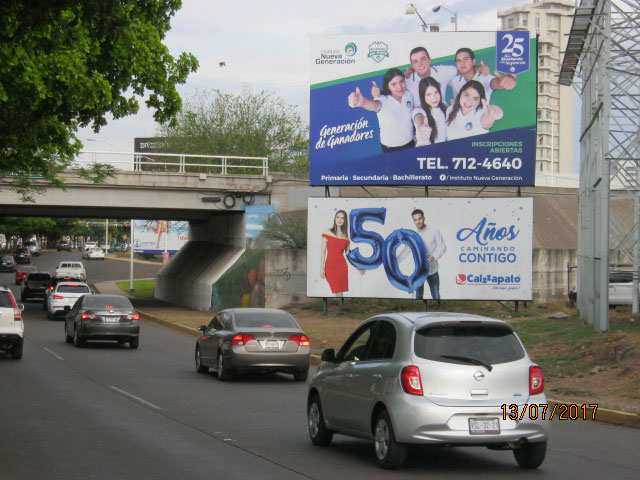 Instituto
Nueva
Generación
25
Generación
de Ganadores
INSCRIPCIONES
ABIERTAS
TEL. 712-4640
Primaria · Secundaria · Bachillerato
/ Instituto Nueva Generación
50
Años
CAMINANDO
CONTIGO
Calzzapato
13/07/2017